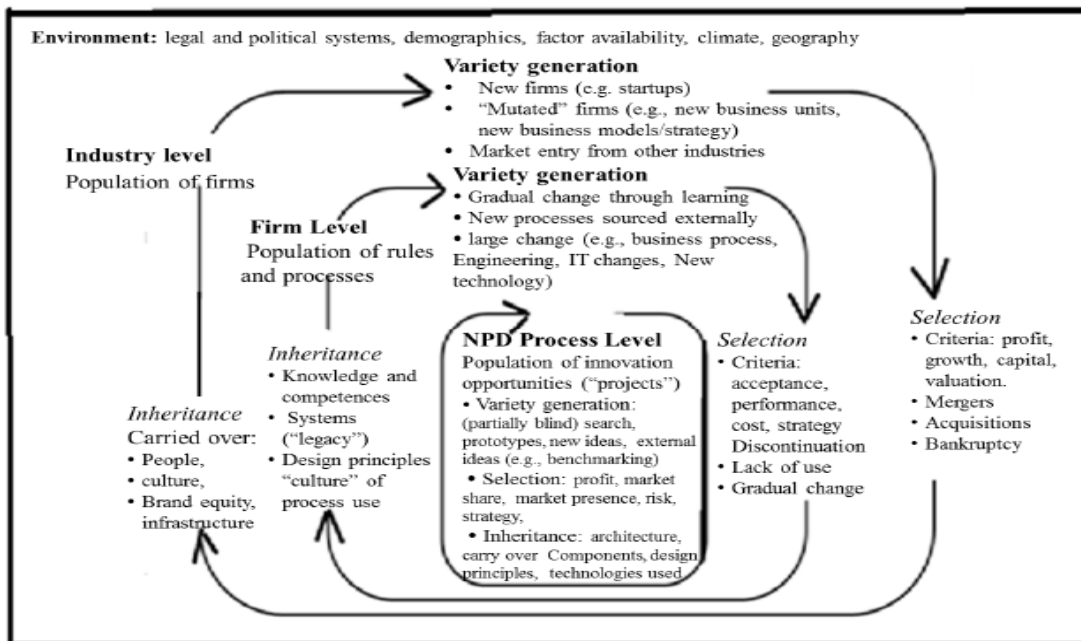 Environment: legal and political systems, demographics, factor availability, climate, geography
Variety generation
• New firms (e.g. startups)
• “Mutated” firms (e.g., new business units,
new business models/strategy)
• Market entry from other industries
Industry level
Population of firms
Variety generation
• Gradual change through learning
• New processes sourced externally
• large change (e.g., business process,
Engineering, IT changes, New
technology)
Firm Level
Population of rules
and processes
NPD Process Level
Population of innovation
opportunities (“projects”)
• Variety generation:
(partially blind) search,
prototypes, new ideas, external
ideas (e.g., benchmarking)
• Selection: profit, market
share, market presence, risk,
strategy,
• Inheritance: architecture,
carry over Components, design
principles, technologies used
Selection
• Criteria:
acceptance,
performance,
cost, strategy
Discontinuation
• Lack of use
• Gradual change
Selection
• Criteria: profit,
growth, capital,
valuation.
• Mergers
• Acquisitions
• Bankruptcy
Inheritance
• Knowledge and
competences
• Systems
(“legacy”)
• Design principles
“culture” of
process use
Inheritance
Carried over:
• People,
• culture,
• Brand equity,
infrastructure